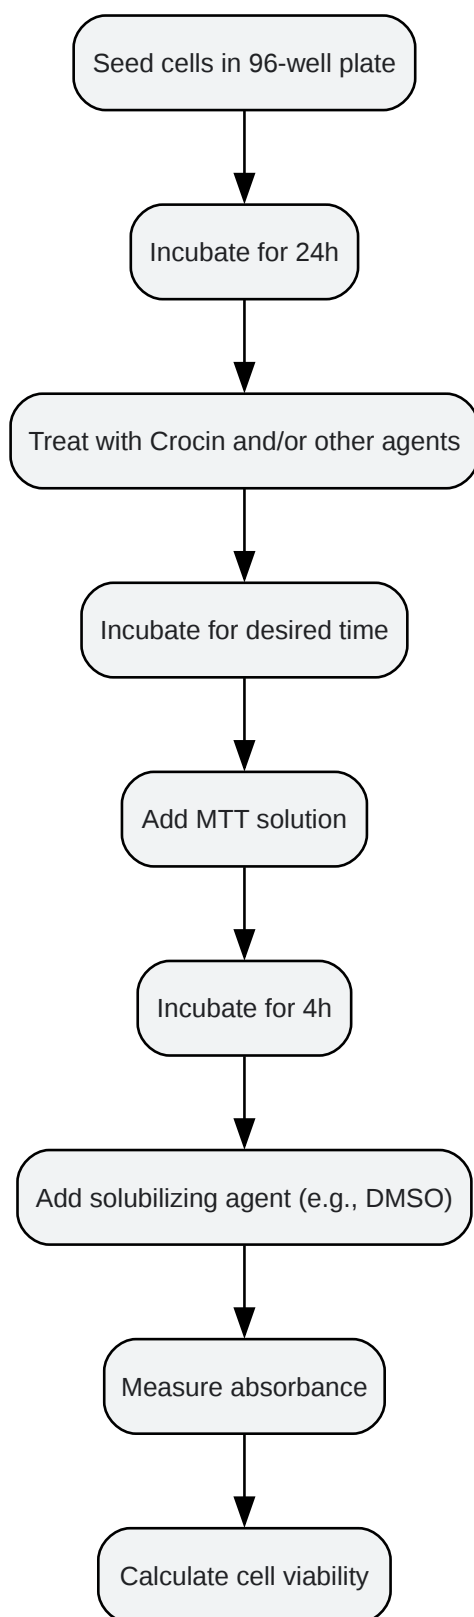 Seed cells in 96-well plate
Incubate for 24h
Treat with Crocin and/or other agents
Incubate for desired time
Add MTT solution
Incubate for 4h
Add solubilizing agent (e.g., DMSO)
Measure absorbance
Calculate cell viability